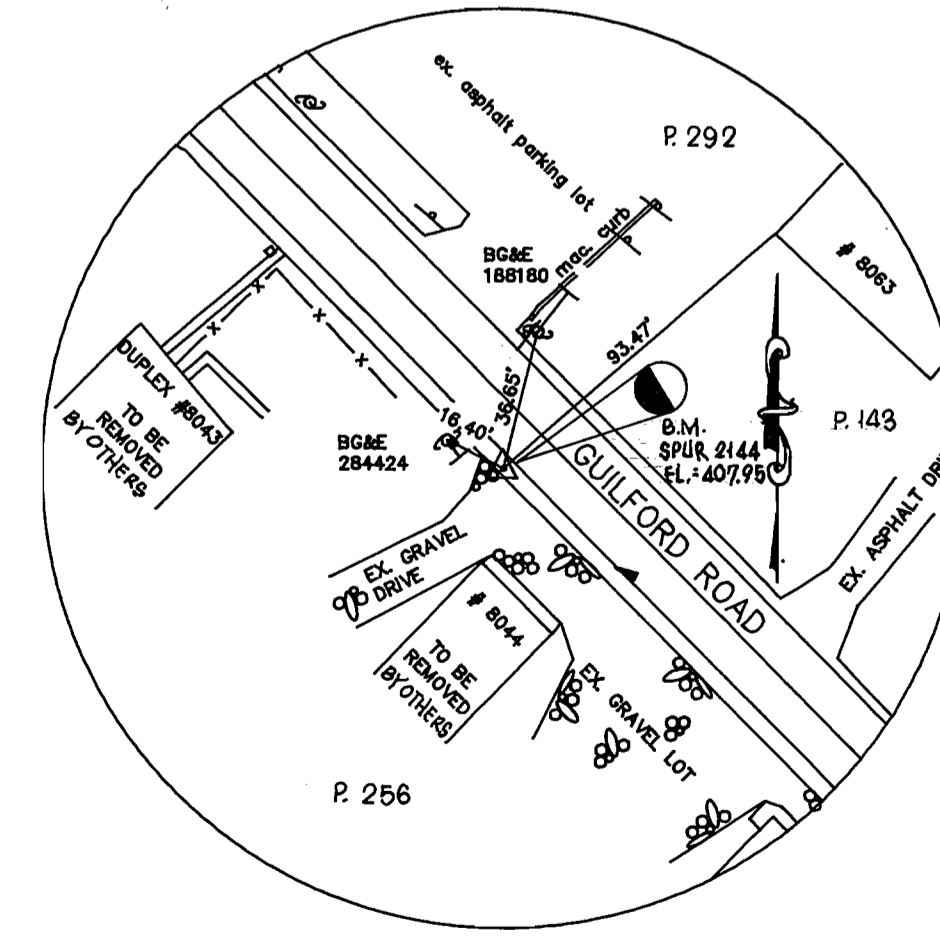 P. 292
ex. asphalt parking lot
mac. curb
BG&E
188180
# 8063
93.47'
36.65'
16.40'
DUPLEX #8043
TO BE
REMOVED
BY OTHERS
BG&E
284424
B.M.
SPUR 2144
EL.=407.95
P. 143
GUILFORD ROAD
EX. ASPHALT DRIV
EX. GRAVEL
DRIVE
# 8044
TO BE
REMOVED
BY OTHERS
EX. GRAVEL LOT
P. 256